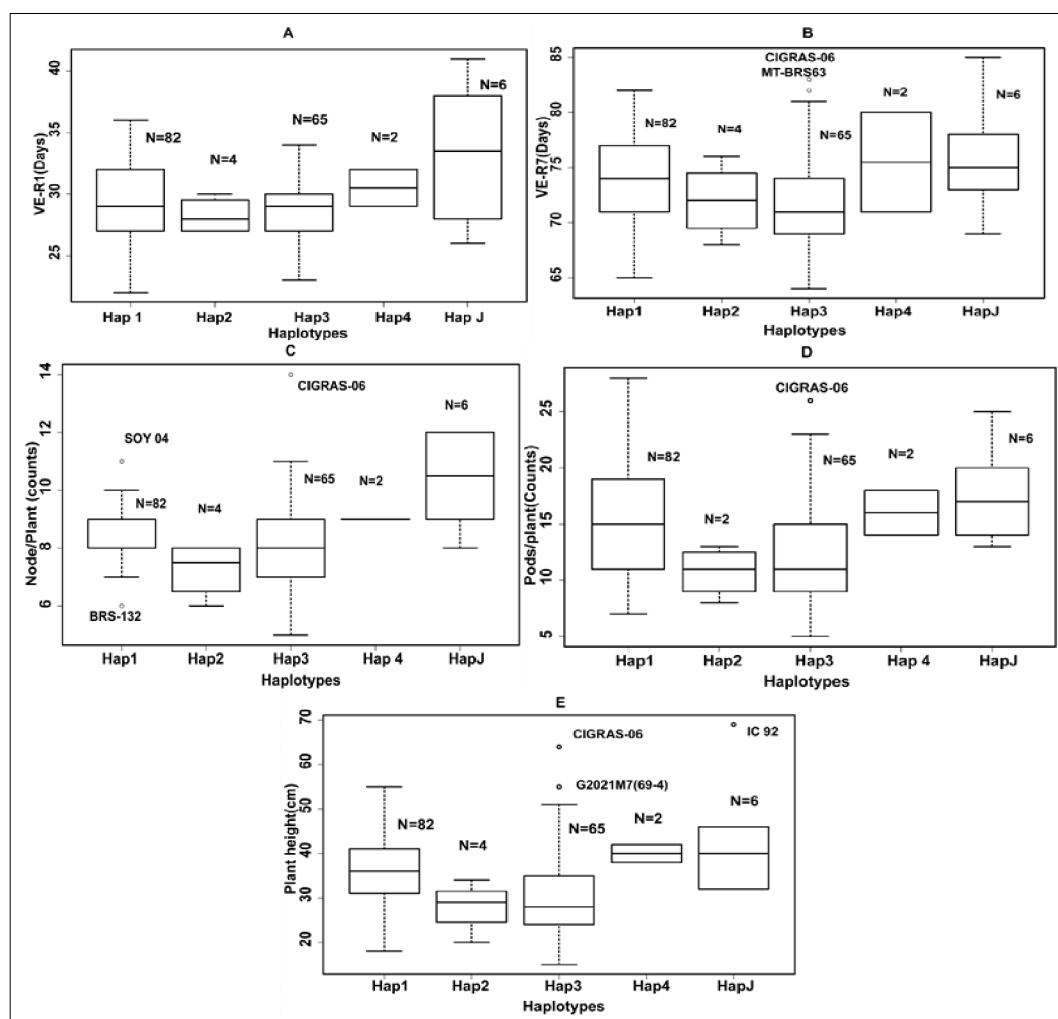 A
VE-R1(Days)
40
35
30
25
N=82
N=4
N=65
N=2
N=6
Hap 1
Hap2
Hap3
Hap4
Hap J
Haplotypes
B
VE-R7(Days)
85
80
75
70
65
CIGRAS-06
MT-BRS63
N=82
N=4
N=65
N=2
N=6
Hap1
Hap2
Hap3
Hap4
HapJ
Haplotypes
C
Node/Plant (counts)
14
12
10
8
6
SOY 04
BRS-132
CIGRAS-06
N=82
N=4
N=65
N=2
N=6
Hap1
Hap2
Hap3
Hap 4
HapJ
Haplotypes
D
Pods/plant(Counts)
25
20
15
10
5
CIGRAS-06
N=82
N=2
N=65
N=2
N=6
Hap1
Hap2
Hap3
Hap 4
HapJ
Haplotypes
E
Plant height(cm)
70
60
50
40
30
20
CIGRAS-06
G2021M7(69-4)
IC 92
N=82
N=4
N=65
N=2
N=6
Hap1
Hap2
Hap3
Hap4
HapJ
Haplotypes